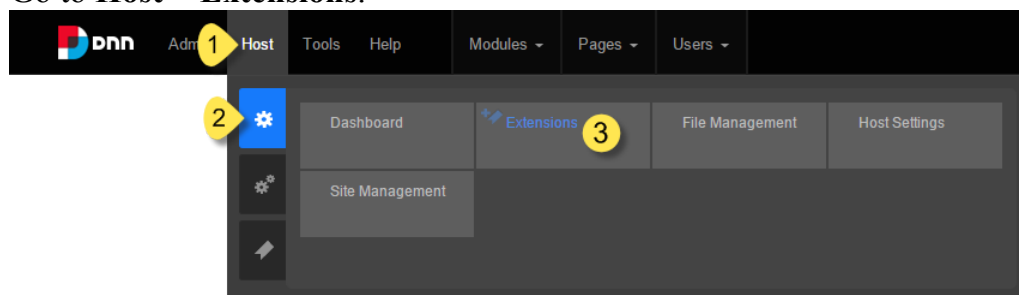 Go to Host > Extensions.
DNN Adm 1 Host Tools Help Modules Pages Users
2 Dashboard Extensions 3 File Management Host Settings
Site Management